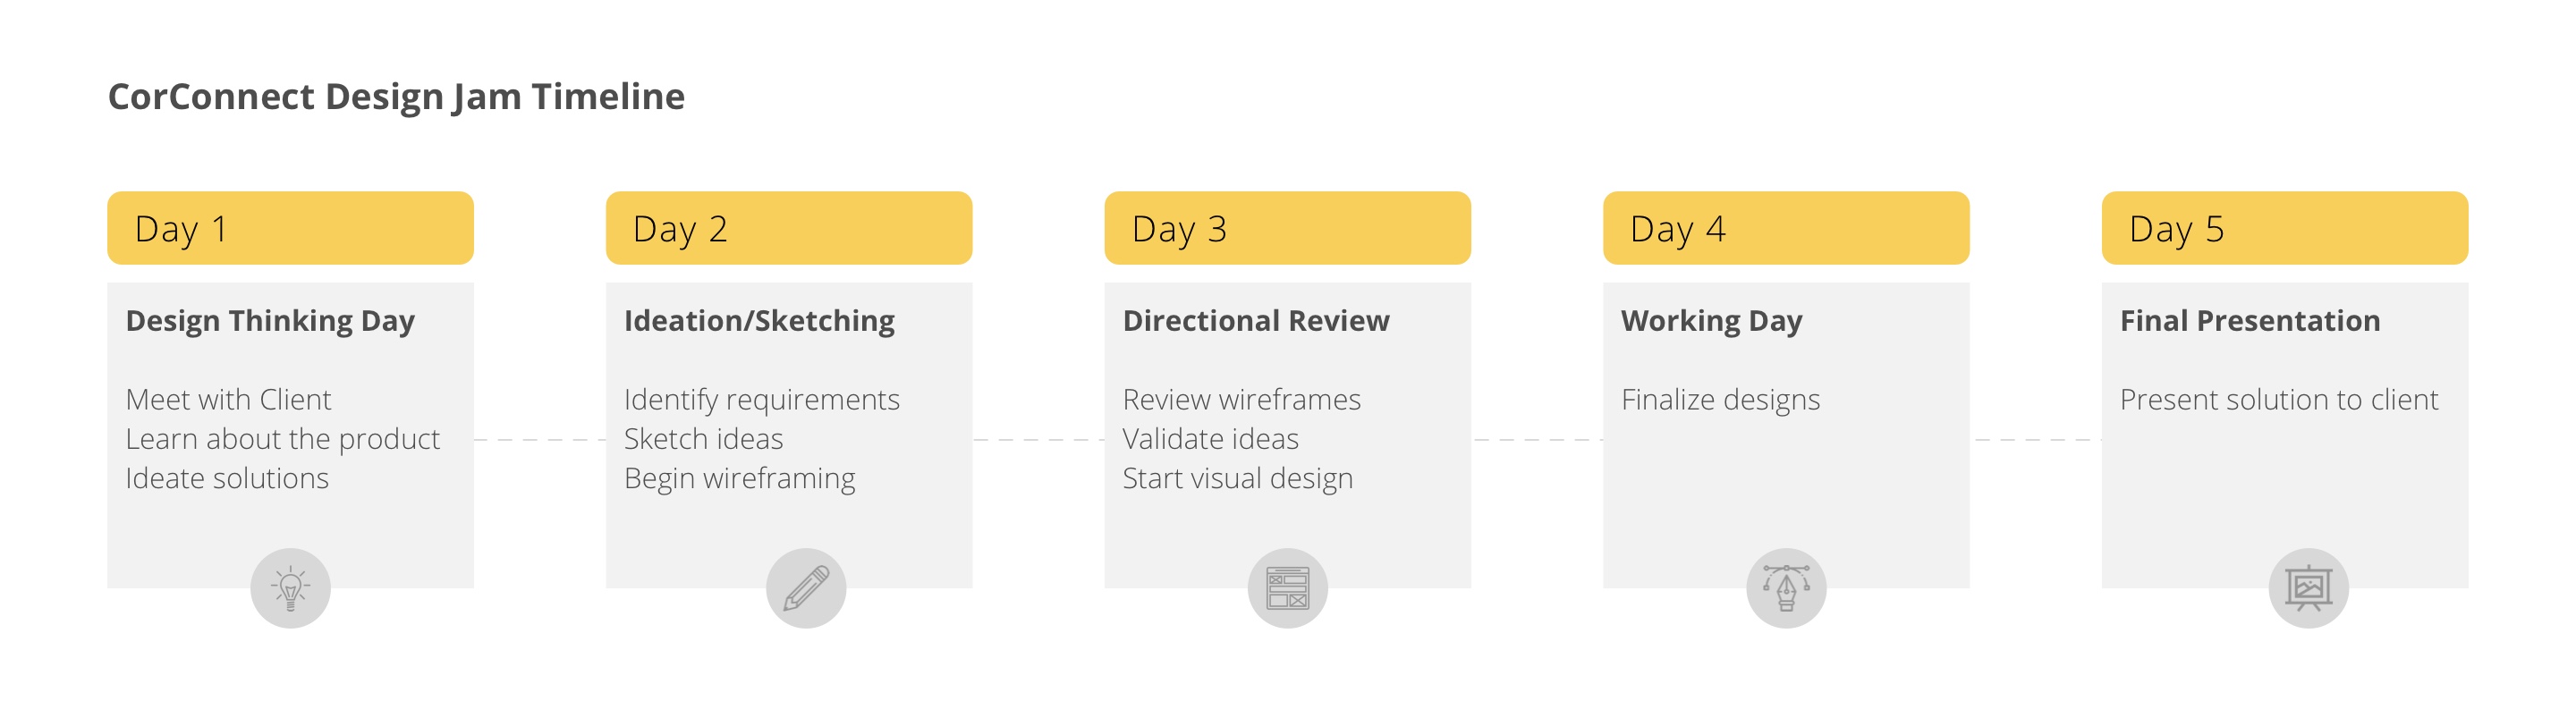 CorConnect Design Jam Timeline
Day 1
Design Thinking Day
Meet with Client
Learn about the product
Ideate solutions
Day 2
Ideation/Sketching
Identify requirements
Sketch ideas
Begin wireframing
Day 3
Directional Review
Review wireframes
Validate ideas
Start visual design
Day 4
Working Day
Finalize designs
Day 5
Final Presentation
Present solution to client